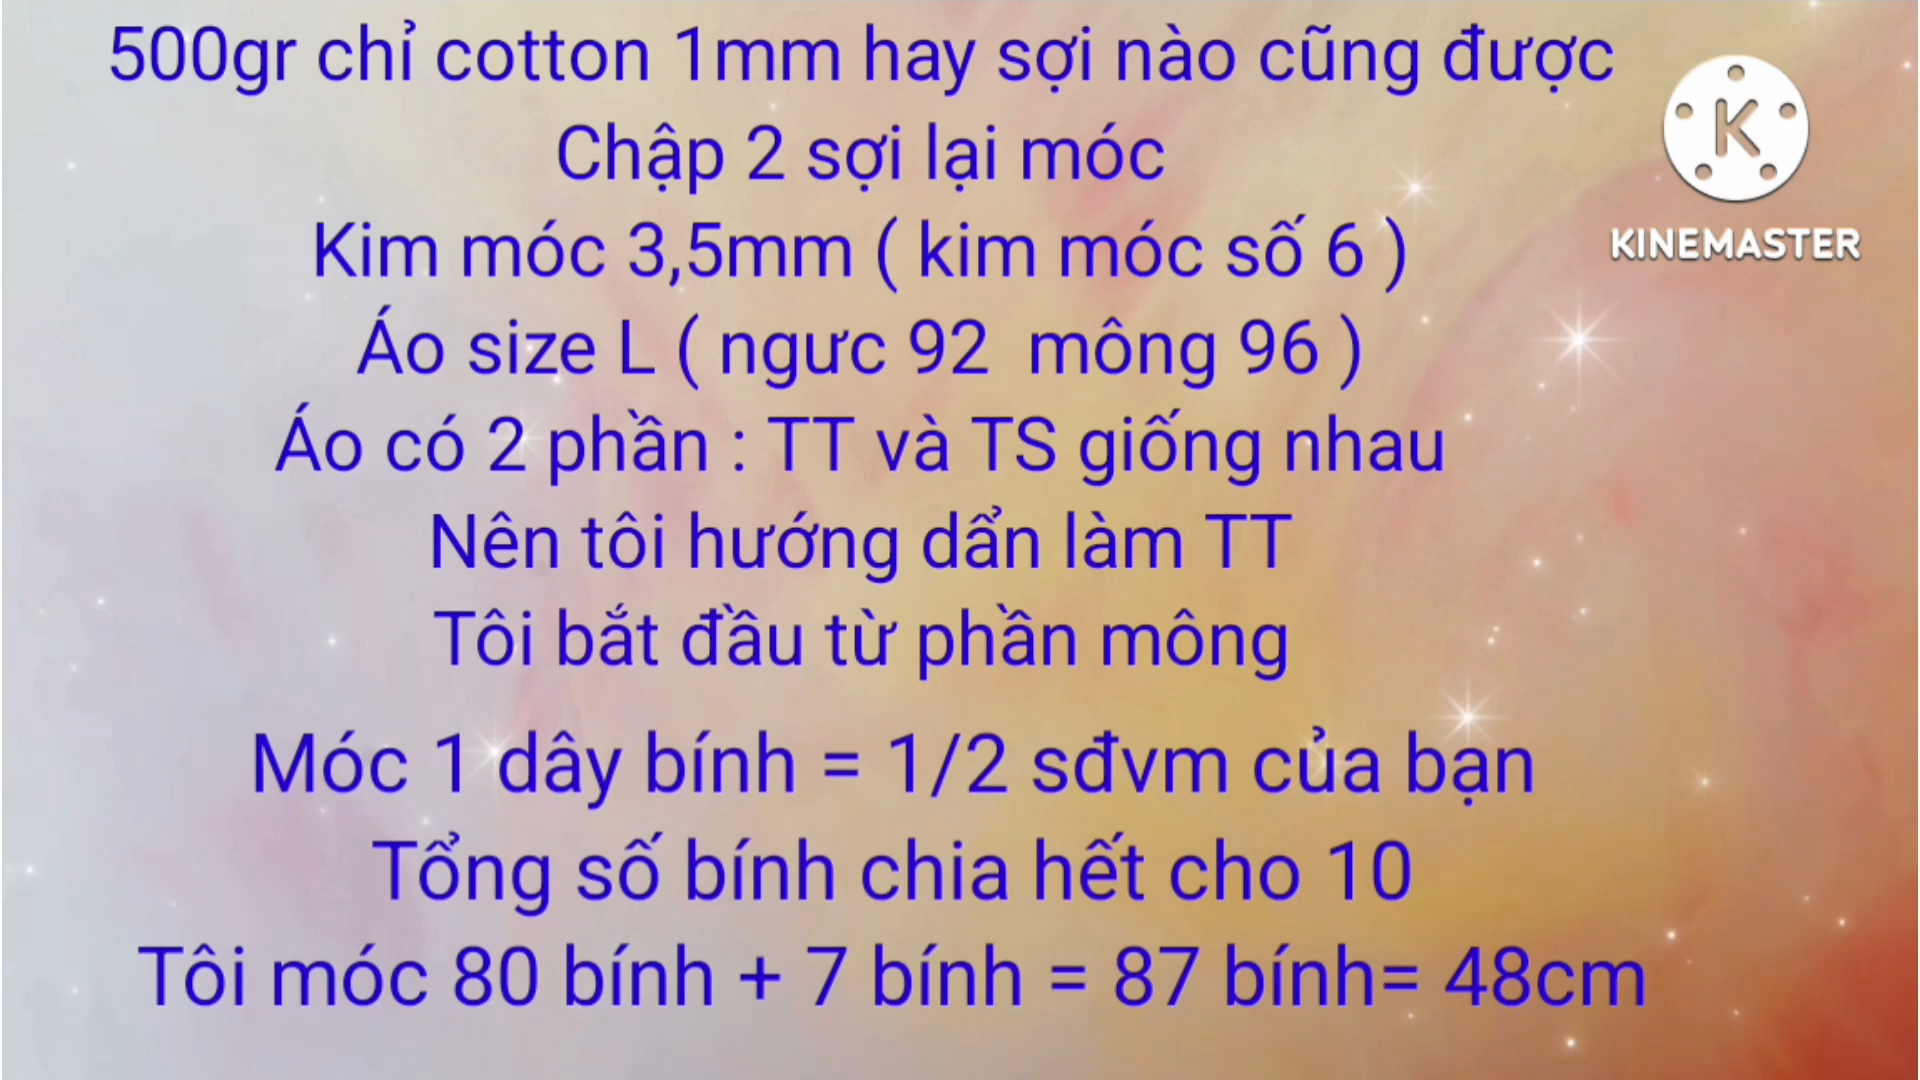 500gr chỉ cotton 1mm hay sợi nào cũng được
Chập 2 sợi lại móc
Kim móc 3,5mm ( kim móc số 6 )
Áo size L ( ngưc 92  mông 96 )
Áo có 2 phần : TT và TS giống nhau
Nên tôi hướng dẩn làm TT
Tôi bắt đầu từ phần mông
Móc 1 dây bính = 1/2 sđvm của bạn
Tổng số bính chia hết cho 10
Tôi móc 80 bính + 7 bính = 87 bính= 48cm
K
KINEMASTER